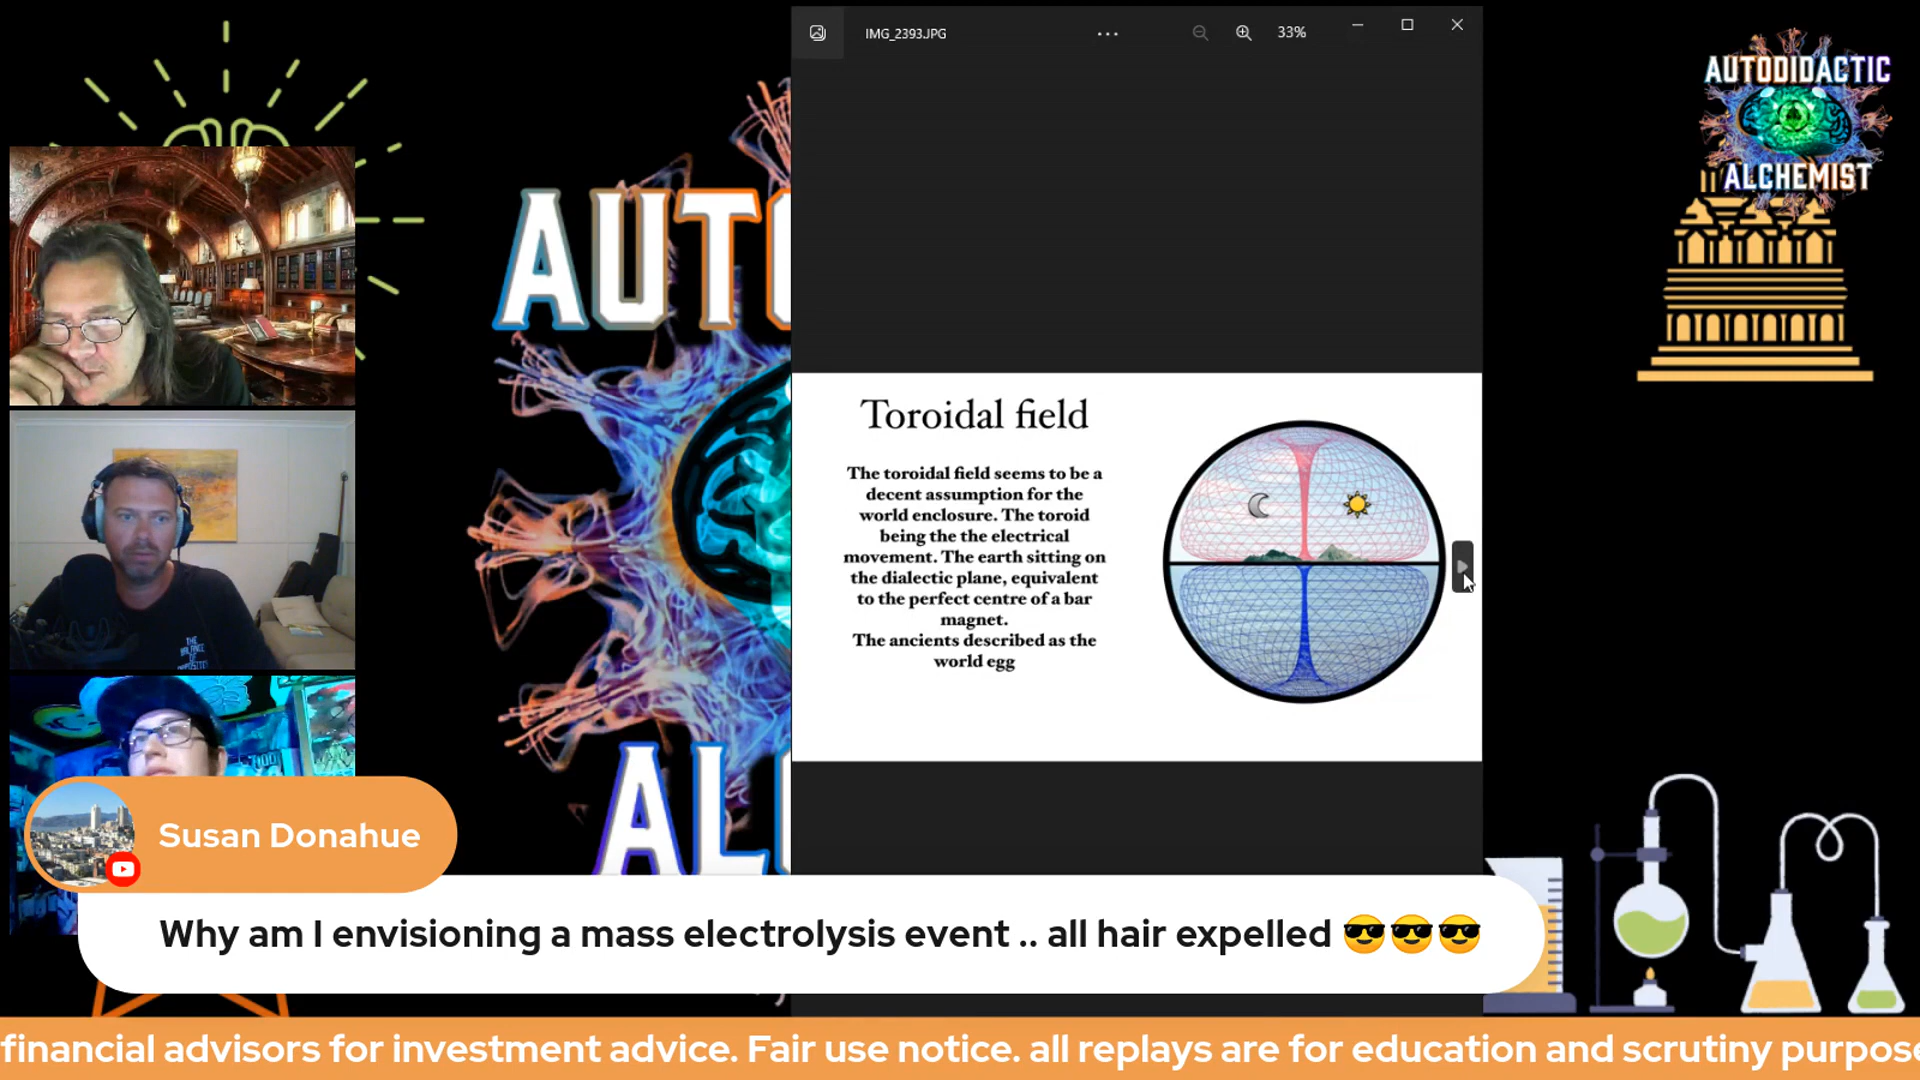 IMG_2393.JPG
33%
AUTODIDACTIC
ALCHEMIST
AUTO
AL
Toroidal field
The toroidal field seems to be a
decent assumption for the
world enclosure. The toroid
being the the electrical
movement. The earth sitting on
the dialectic plane, equivalent
to the perfect centre of a bar
magnet.
The ancients described as the
world egg
THE
BALANCE
OF
Susan Donahue
Why am I envisioning a mass electrolysis event .. all hair expelled 😎😎😎
financial advisors for investment advice. Fair use notice. all replays are for education and scrutiny purpose